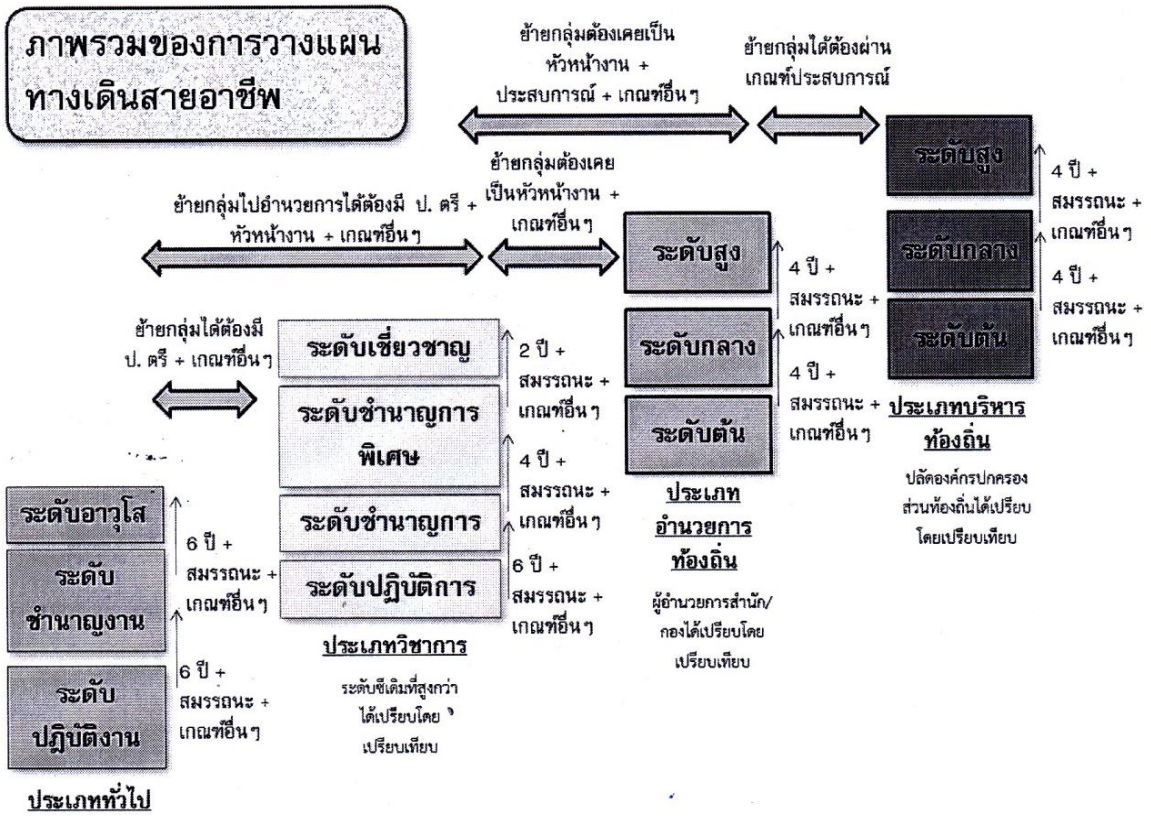 ภาพรวมของการวางแผน
ทางเดินสายอาชีพ
ย้ายกลุ่มต้องเคยเป็น
หัวหน้างาน +
ประสบการณ์ + เกณฑ์อื่นๆ
ย้ายกลุ่มได้ต้องผ่าน
เกณฑ์ประสบการณ์
ย้ายกลุ่มไปอำนวยการได้ต้องมี ป. ตรี +
หัวหน้างาน + เกณฑ์อื่นๆ
ย้ายกลุ่มต้องเคย
เป็นหัวหน้างาน +
เกณฑ์อื่นๆ
ย้ายกลุ่มได้ต้องมี
ป. ตรี + เกณฑ์อื่นๆ
ระดับอาวุโส
ระดับ
ชำนาญงาน
ระดับ
ปฏิบัติงาน
6 ปี +
สมรรถนะ +
เกณฑ์อื่นๆ
6 ปี +
สมรรถนะ +
เกณฑ์อื่นๆ
ประเภททั่วไป
ระดับเชี่ยวชาญ
ระดับชำนาญการ
พิเศษ
ระดับชำนาญการ
ระดับปฏิบัติการ
2 ปี +
สมรรถนะ +
เกณฑ์อื่นๆ
4 ปี +
สมรรถนะ +
เกณฑ์อื่นๆ
6 ปี +
สมรรถนะ +
เกณฑ์อื่นๆ
ประเภทวิชาการ
ระดับซีเดิมที่สูงกว่า
ได้เปรียบโดย
เปรียบเทียบ
ระดับสูง
ระดับกลาง
ระดับต้น
4 ปี +
สมรรถนะ +
เกณฑ์อื่นๆ
4 ปี +
สมรรถนะ +
เกณฑ์อื่นๆ
ประเภท
อำนวยการ
ท้องถิ่น
ผู้อำนวยการสำนัก/
กองได้เปรียบโดย
เปรียบเทียบ
ระดับสูง
ระดับกลาง
ระดับต้น
4 ปี +
สมรรถนะ +
เกณฑ์อื่นๆ
4 ปี +
สมรรถนะ +
เกณฑ์อื่นๆ
ประเภทบริหาร
ท้องถิ่น
ปลัดองค์กรปกครอง
ส่วนท้องถิ่นได้เปรียบ
โดยเปรียบเทียบ